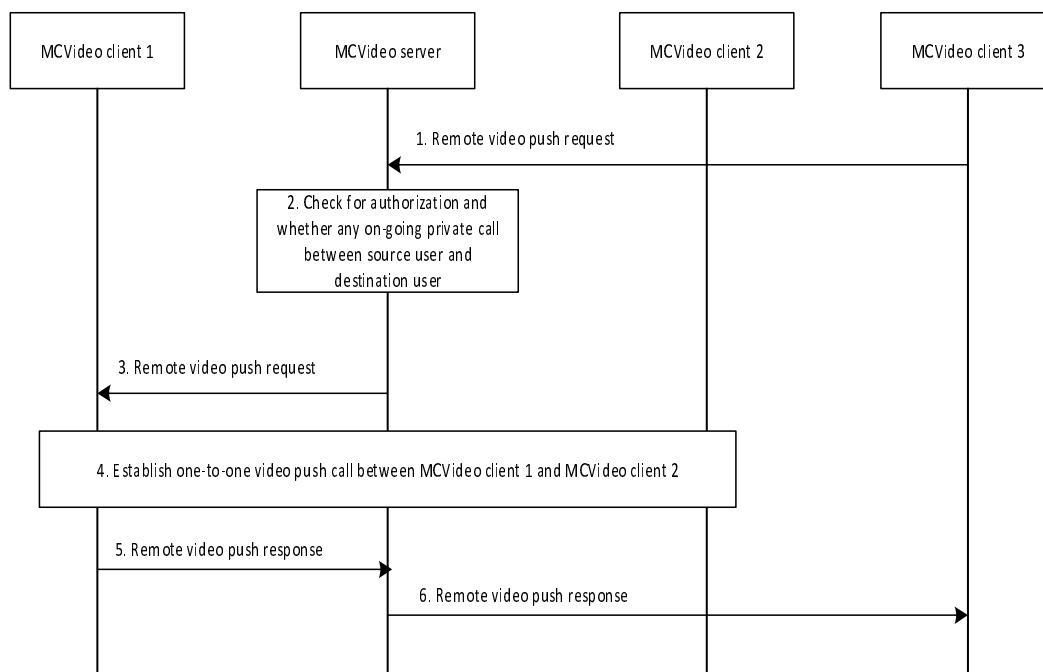 MCVideo client 1
MCVideo server
MCVideo client 2
MCVideo client 3
1. Remote video push request
2. Check for authorization and
whether any on-going private call
between source user and
destination user
3. Remote video push request
4. Establish one-to-one video push call between MCVideo client 1 and MCVideo client 2
5. Remote video push response
6. Remote video push response